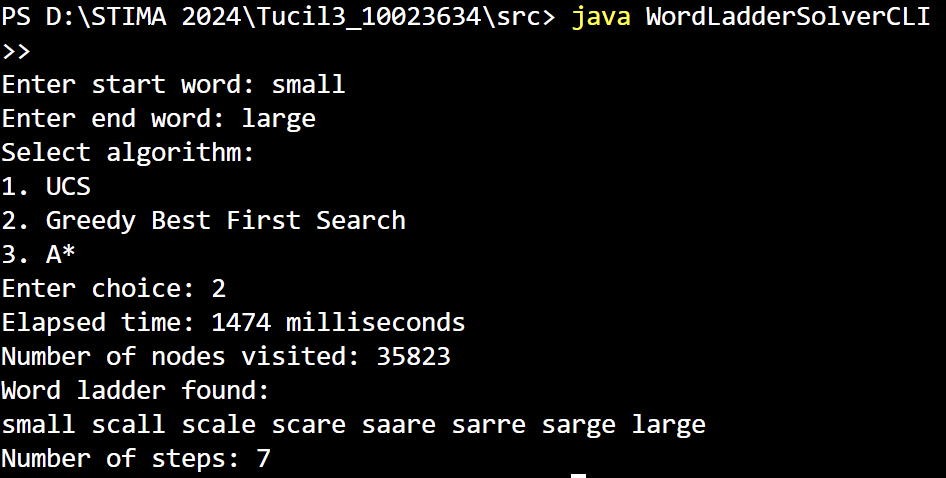 PS D:\STIMA 2024\Tucil3_10023634\src> java WordLadderSolverCLI
>>
Enter start word: small
Enter end word: large
Select algorithm:
1. UCS
2. Greedy Best First Search
3. A*
Enter choice: 2
Elapsed time: 1474 milliseconds
Number of nodes visited: 35823
Word ladder found:
small scall scale scare saare sarre sarge large
Number of steps: 7